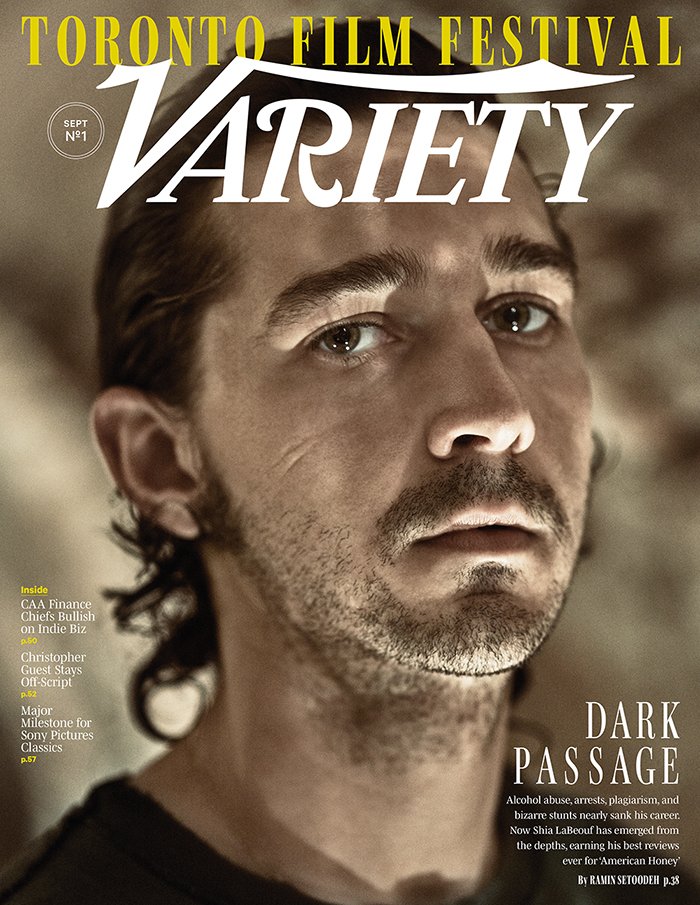 TORONTO FILM FESTIVAL
VARIETY
SEPT
Nº1
Inside
CAA Finance
Chiefs Bullish
on Indie Biz
p.50
Christopher
Guest Stays
Off-Script
p.52
Major
Milestone for
Sony Pictures
Classics
p.57
DARK
PASSAGE
Alcohol abuse, arrests, plagiarism, and
bizarre stunts nearly sank his career.
Now Shia LaBeouf has emerged from
the depths, earning his best reviews
ever for ‘American Honey’
By RAMIN SETOODEH p.38